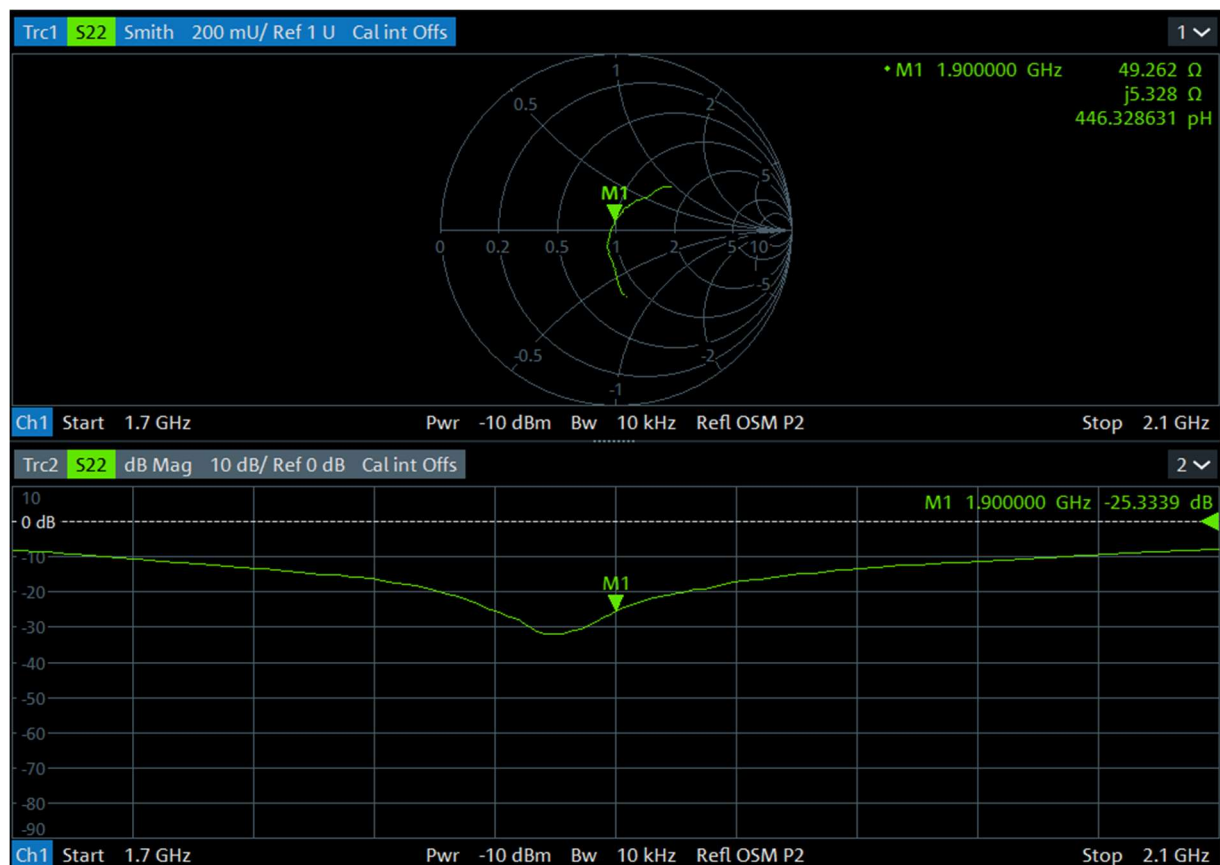 Trc1 S22 Smith 200 mU/ Ref 1 U Cal int Offs 1
• M1 1.900000 GHz 49.262 Ω
j5.328 Ω
446.328631 pH
1
0.5 2
5
M1
0 0.2 0.5 1 2 5 10
-5
-0.5 -2
-1
Ch1 Start 1.7 GHz Pwr -10 dBm Bw 10 kHz Refl OSM P2 Stop 2.1 GHz
Trc2 S22 dB Mag 10 dB/ Ref 0 dB Cal int Offs 2
10
M1 1.900000 GHz -25.3339 dB
0 dB
-10
-20
M1
-30
-40
-50
-60
-70
-80
-90
Ch1 Start 1.7 GHz Pwr -10 dBm Bw 10 kHz Refl OSM P2 Stop 2.1 GHz